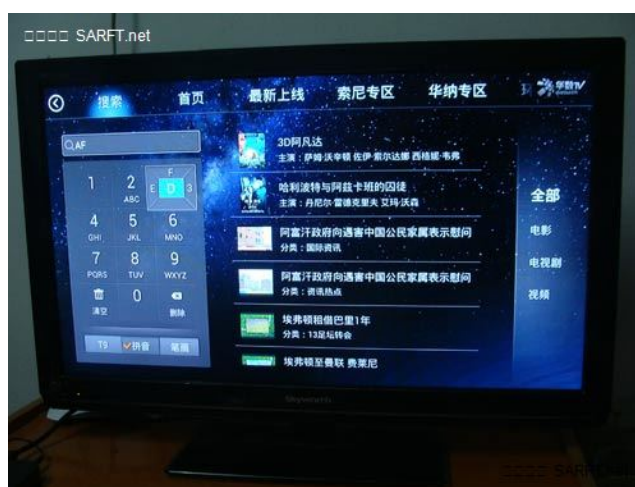 □□□□ SARFT.net
搜索 首页 最新上线 索尼专区 华纳专区 华数TV
AF
3D阿凡达
主演：萨姆·沃辛顿 佐伊·索尔达娜 西格妮·韦弗
哈利波特与阿兹卡班的囚徒
主演：丹尼尔·雷德克里夫 艾玛·沃森
阿富汗政府向遇害中国公民家属表示慰问
分类：国际资讯
阿富汗政府向遇害中国公民家属表示慰问
分类：资讯热点
埃弗顿租借巴里1年
分类：13足坛转会
埃弗顿至曼联 费莱尼
1 2 ABC F E D 3
4 GHI 5 JKL 6 MNO
7 PQRS 8 TUV 9 WXYZ
清空 0 删除
T9 拼音 笔画
全部
电影
电视剧
视频
Skyworth
□□□□ SARFT.net